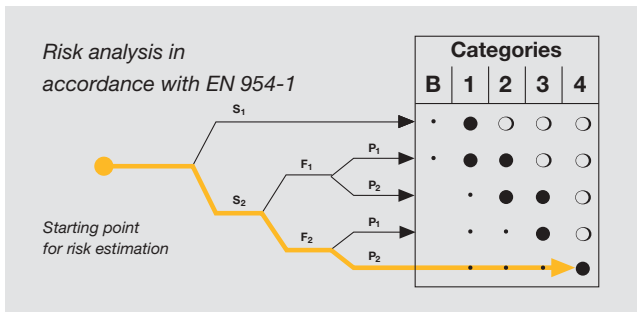 Risk analysis in
accordance with EN 954-1
Categories
B 1 2 3 4
S₁
F₁
P₁
P₂
S₂
F₂
P₁
P₂
Starting point
for risk estimation